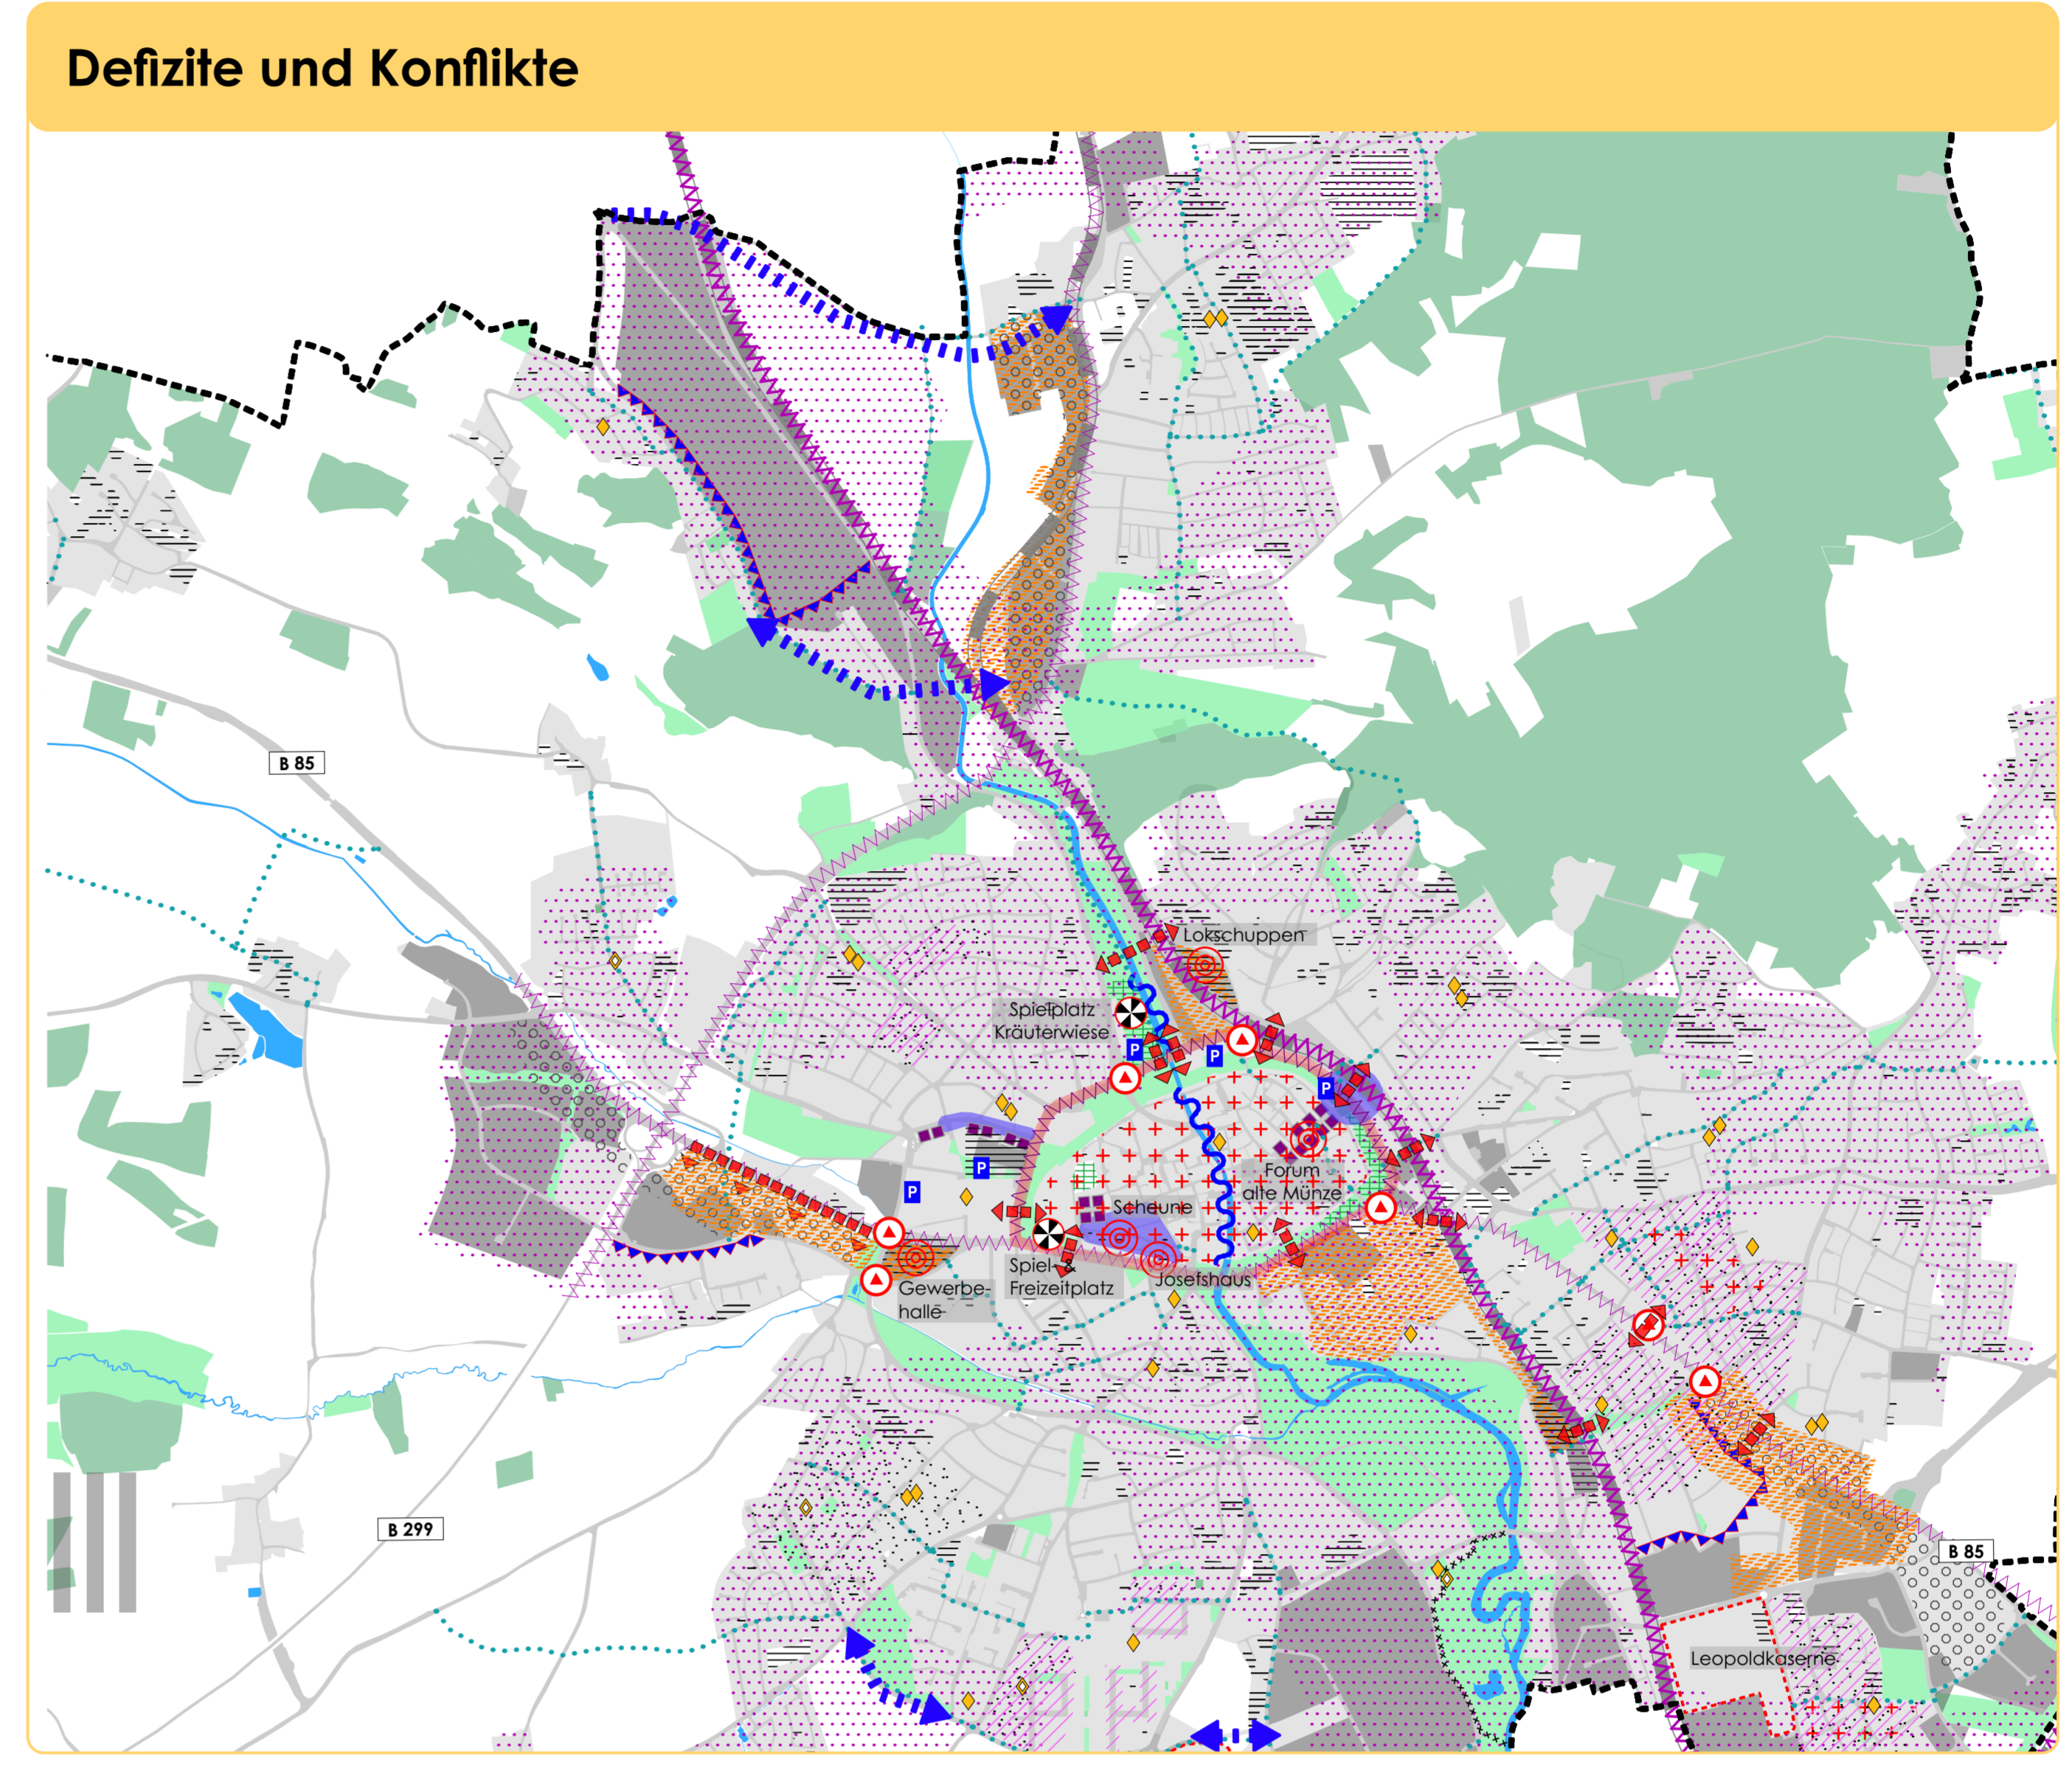 Defizite und Konflikte
B 85
Lokschuppen
Spielplatz
Kräuterwiese
P
P
P
Forum
alte Münze
P
P
Scheune
Spiel- &
Freizeitplatz
Josefshaus
Gewerbe-
halle
B 299
B 85
Leopoldkaserne